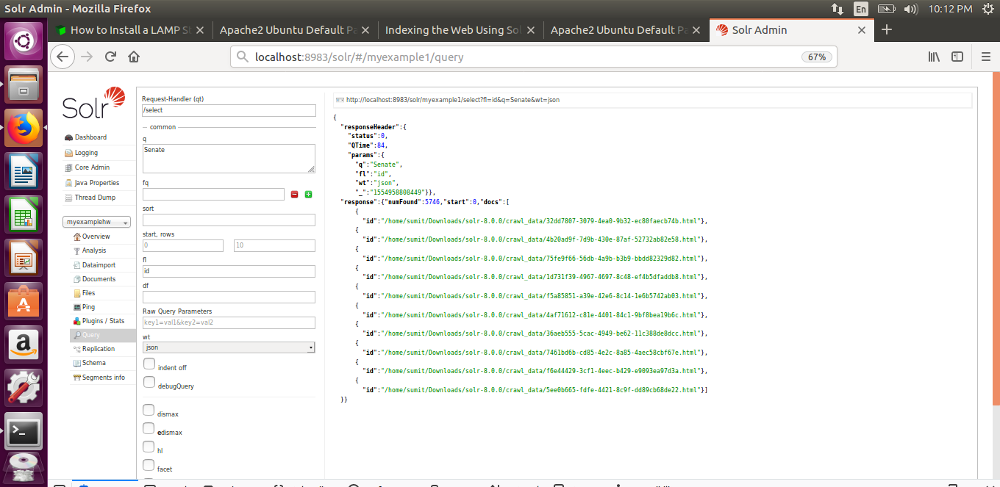 Solr Admin - Mozilla Firefox
En
10:12 PM
How to Install a LAMP St
Apache2 Ubuntu Default Pa
Indexing the Web Using Sol
Apache2 Ubuntu Default Pa
Solr Admin
localhost:8983/solr/#/myexample1/query
67%
Solr
Dashboard
Logging
Core Admin
Java Properties
Thread Dump
myexamplehw
Overview
Analysis
Dataimport
Documents
Files
Ping
Plugins / Stats
Query
Replication
Schema
Segments info
Request-Handler (qt)
/select
common
q
Senate
fq
sort
start, rows
0
10
fl
id
df
Raw Query Parameters
key1=val1&key2=val2
wt
json
indent off
debugQuery
dismax
edismax
hl
facet
http://localhost:8983/solr/myexample1/select?fl=id&q=Senate&wt=json
{
"responseHeader":{
"status":0,
"QTime":84,
"params":{
"q":"Senate",
"fl":"id",
"wt":"json",
"_":"1554958808449"}},
"response":{"numFound":5746,"start":0,"docs":[
{
"id":"/home/sumit/Downloads/solr-8.0.0/crawl_data/32dd7807-3079-4ea0-9b32-ec80faecb74b.html"},
{
"id":"/home/sumit/Downloads/solr-8.0.0/crawl_data/4b20ad9f-7d9b-430e-87af-52732ab82e58.html"},
{
"id":"/home/sumit/Downloads/solr-8.0.0/crawl_data/75fe9f66-56db-4a9b-b3b9-bbdd82329d82.html"},
{
"id":"/home/sumit/Downloads/solr-8.0.0/crawl_data/1d731f39-4967-4697-8c48-ef4b5dfaddb8.html"},
{
"id":"/home/sumit/Downloads/solr-8.0.0/crawl_data/f5a85851-a39e-42e6-8c14-1e6b5742ab03.html"},
{
"id":"/home/sumit/Downloads/solr-8.0.0/crawl_data/4af71612-c81e-4401-84c1-9bf8bea19b6c.html"},
{
"id":"/home/sumit/Downloads/solr-8.0.0/crawl_data/36aeb555-5cac-4949-be62-11c388de8dcc.html"},
{
"id":"/home/sumit/Downloads/solr-8.0.0/crawl_data/7461bd6b-cd85-4e2c-8a85-4aec58cbf67e.html"},
{
"id":"/home/sumit/Downloads/solr-8.0.0/crawl_data/f6e44429-3cf1-4eec-b429-e9093ea97d3a.html"},
{
"id":"/home/sumit/Downloads/solr-8.0.0/crawl_data/5ee0b665-fdfe-4421-8c9f-dd89cb68de22.html"}]
}}